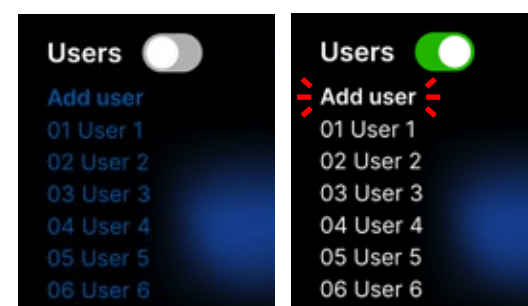 Users
Add user
01 User 1
02 User 2
03 User 3
04 User 4
05 User 5
06 User 6
Users
Add user
01 User 1
02 User 2
03 User 3
04 User 4
05 User 5
06 User 6